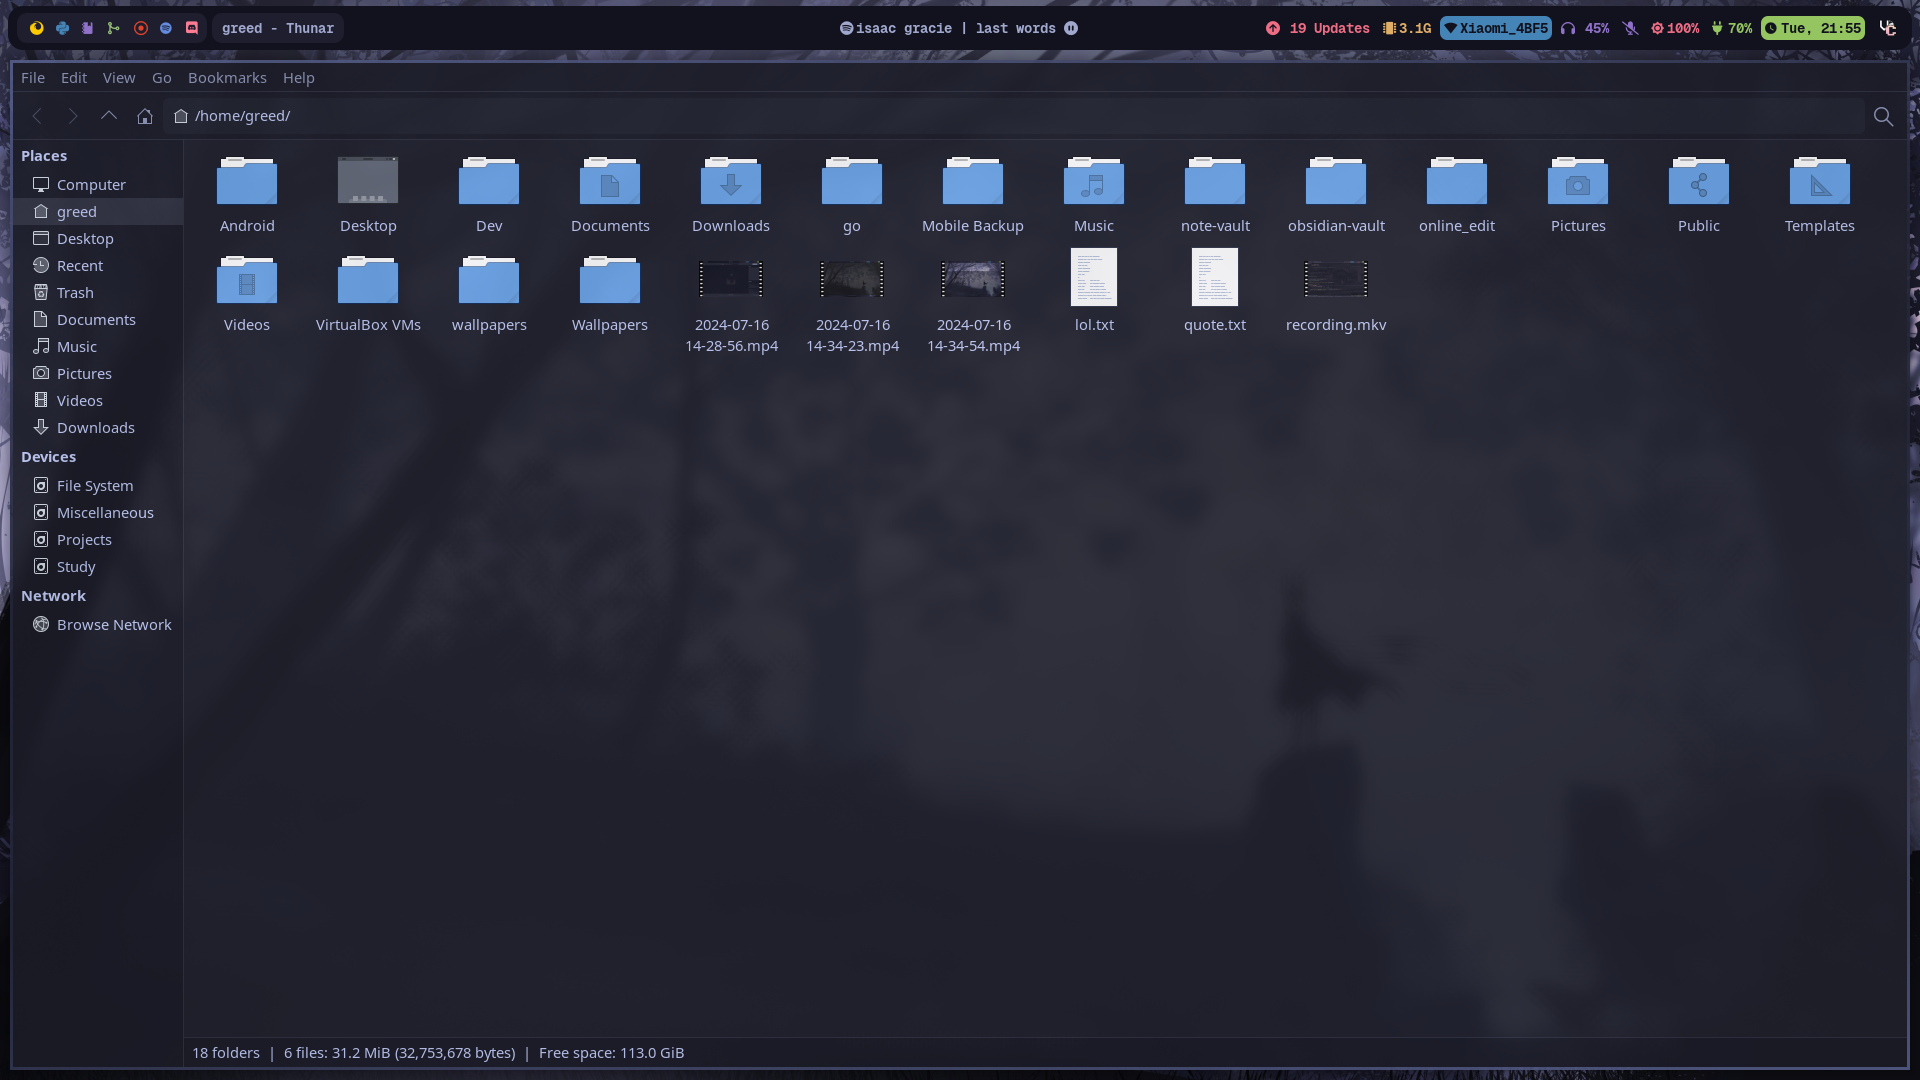 greed - Thunar
isaac gracie | last words
19 Updates 3.1G Xiaomi_4BF5 45% 100% 70% Tue, 21:55
File Edit View Go Bookmarks Help
/home/greed/
Places
Computer
greed
Desktop
Recent
Trash
Documents
Music
Pictures
Videos
Downloads
Devices
File System
Miscellaneous
Projects
Study
Network
Browse Network
Android Desktop Dev Documents Downloads go Mobile Backup Music note-vault obsidian-vault online_edit Pictures Public Templates
Videos VirtualBox VMs wallpapers Wallpapers 2024-07-16 14-28-56.mp4 2024-07-16 14-34-23.mp4 2024-07-16 14-34-54.mp4 lol.txt quote.txt recording.mkv
18 folders | 6 files: 31.2 MiB (32,753,678 bytes) | Free space: 113.0 GiB